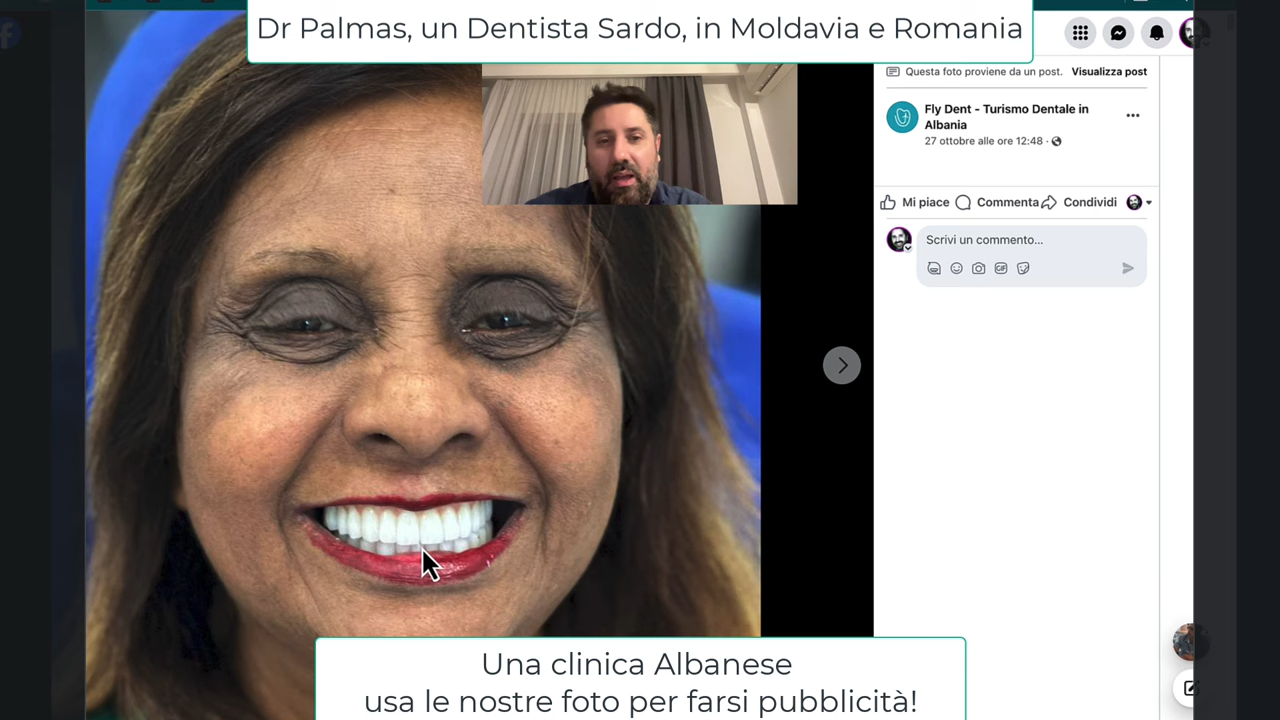 Dr Palmas, un Dentista Sardo, in Moldavia e Romania
Questa foto proviene da un post. Visualizza post
Fly Dent - Turismo Dentale in
Albania
27 ottobre alle ore 12:48
Mi piace Commenta Condividi
Scrivi un commento...
GIF
Una clinica Albanese
usa le nostre foto per farsi pubblicità!